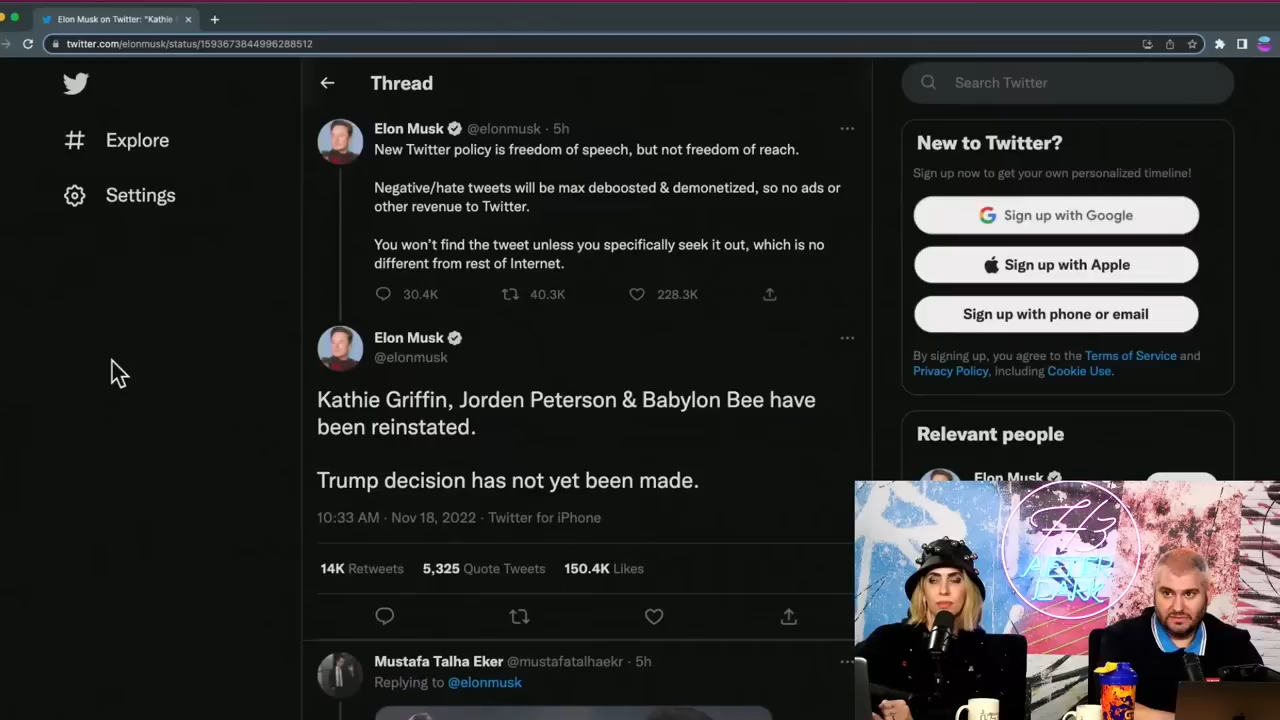 Elon Musk on Twitter: "Kathie
twitter.com/elonmusk/status/1593673844996288512
Explore
Settings
Thread
Elon Musk @elonmusk · 5h
New Twitter policy is freedom of speech, but not freedom of reach.
Negative/hate tweets will be max deboosted & demonetized, so no ads or
other revenue to Twitter.
You won't find the tweet unless you specifically seek it out, which is no
different from rest of Internet.
30.4K 40.3K 228.3K
Elon Musk
@elonmusk
Kathie Griffin, Jorden Peterson & Babylon Bee have
been reinstated.
Trump decision has not yet been made.
10:33 AM · Nov 18, 2022 · Twitter for iPhone
14K Retweets 5,325 Quote Tweets 150.4K Likes
Mustafa Talha Eker @mustafatalhaekr · 5h
Replying to @elonmusk
Search Twitter
New to Twitter?
Sign up now to get your own personalized timeline!
Sign up with Google
Sign up with Apple
Sign up with phone or email
By signing up, you agree to the Terms of Service and
Privacy Policy, including Cookie Use.
Relevant people
Elon Musk
H3
AFTER
DARK